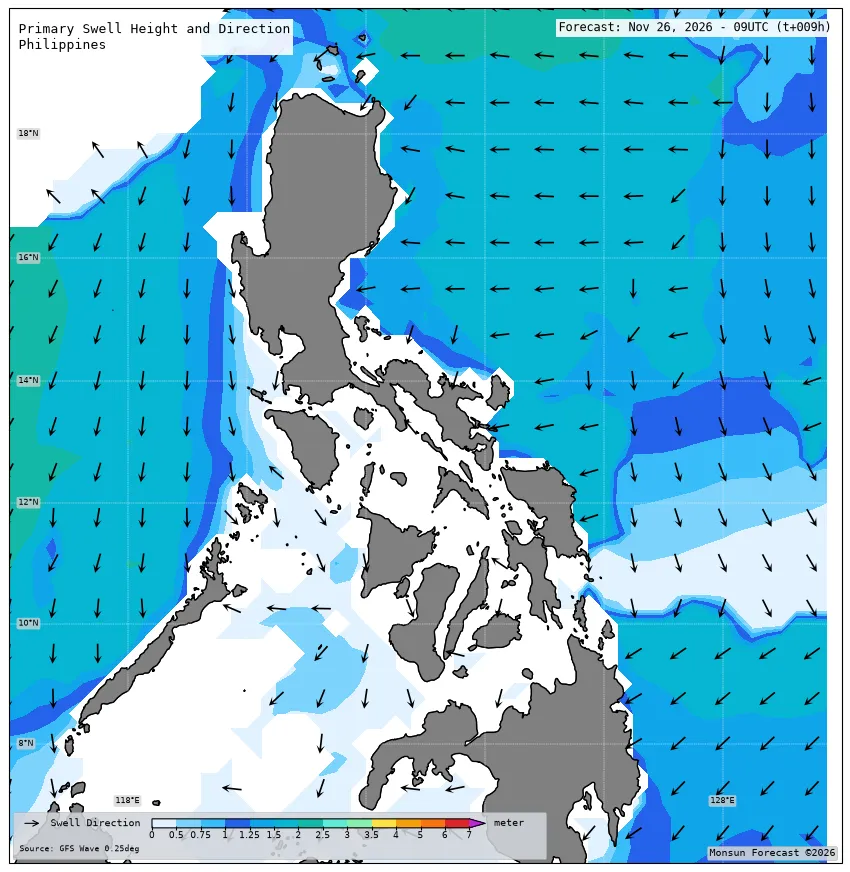 Primary Swell Height and Direction
Philippines
Forecast: Nov 26, 2026 - 09UTC (t+009h)
18°N
16°N
14°N
12°N
10°N
8°N
118°E
128°E
Swell Direction
0 0.5 0.75 1 1.25 1.5 2 2.5 3 3.5 4 5 6 7
meter
Source: GFS Wave 0.25deg
Monsun Forecast ©2026